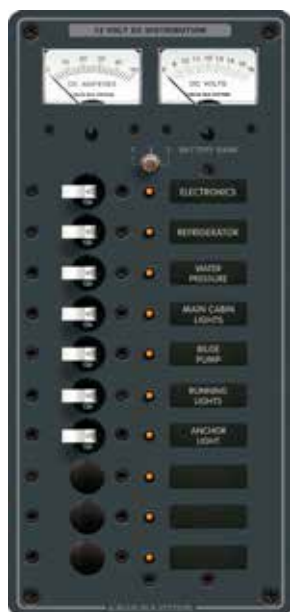 12 VOLT DC DISTRIBUTION
DC AMPERES
DC VOLTS
BATTERY BANK
ELECTRONICS
REFRIGERATOR
WATER
PRESSURE
MAIN CABIN
LIGHTS
BILGE
PUMP
RUNNING
LIGHTS
ANCHOR
LIGHT